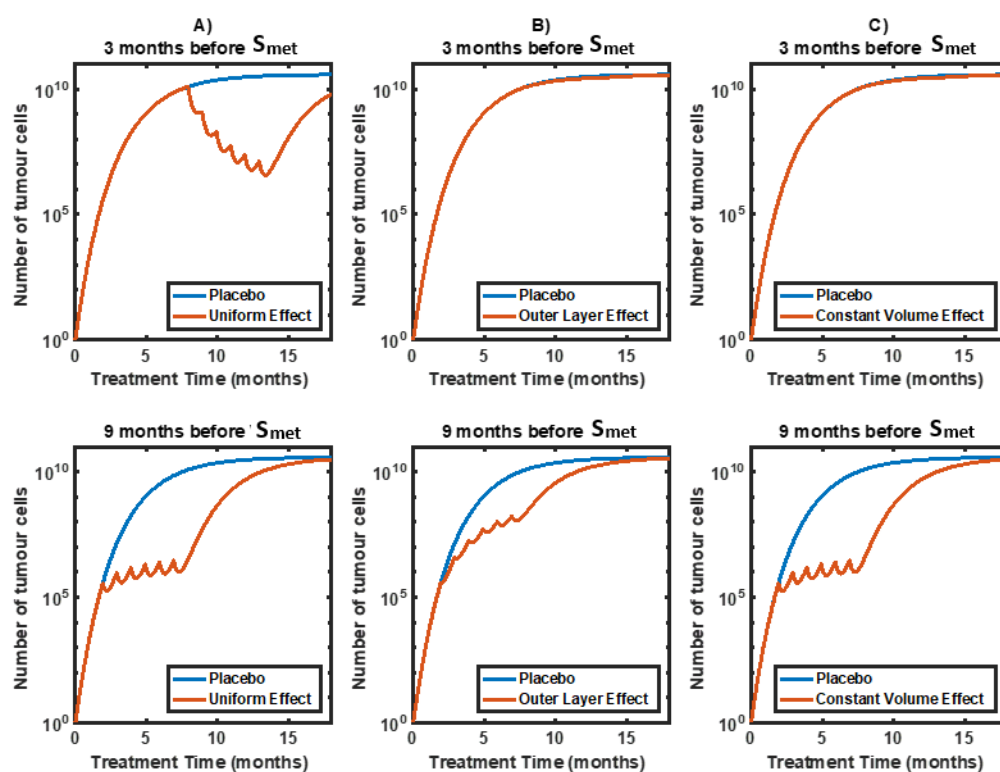 A)
3 months before Smet
Number of tumour cells
10^10
10^5
10^0
0 5 10 15
Treatment Time (months)
Placebo
Uniform Effect
B)
3 months before Smet
Number of tumour cells
10^10
10^5
10^0
0 5 10 15
Treatment Time (months)
Placebo
Outer Layer Effect
C)
3 months before Smet
Number of tumour cells
10^10
10^5
10^0
0 5 10 15
Treatment Time (months)
Placebo
Constant Volume Effect
9 months before Smet
Number of tumour cells
10^10
10^5
10^0
0 5 10 15
Treatment Time (months)
Placebo
Uniform Effect
9 months before Smet
Number of tumour cells
10^10
10^5
10^0
0 5 10 15
Treatment Time (months)
Placebo
Outer Layer Effect
9 months before Smet
Number of tumour cells
10^10
10^5
10^0
0 5 10 15
Treatment Time (months)
Placebo
Constant Volume Effect